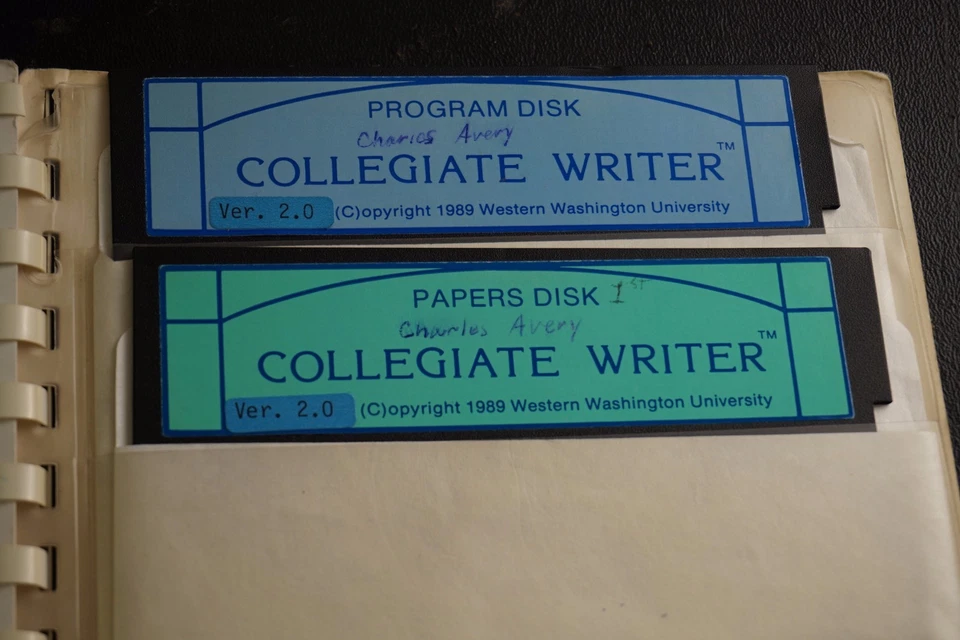 PROGRAM DISK
Charles Avery
COLLEGIATE WRITER™
Ver. 2.0 (C)opyright 1989 Western Washington University
PAPERS DISK 1ST
Charles Avery
COLLEGIATE WRITER™
Ver. 2.0 (C)opyright 1989 Western Washington University